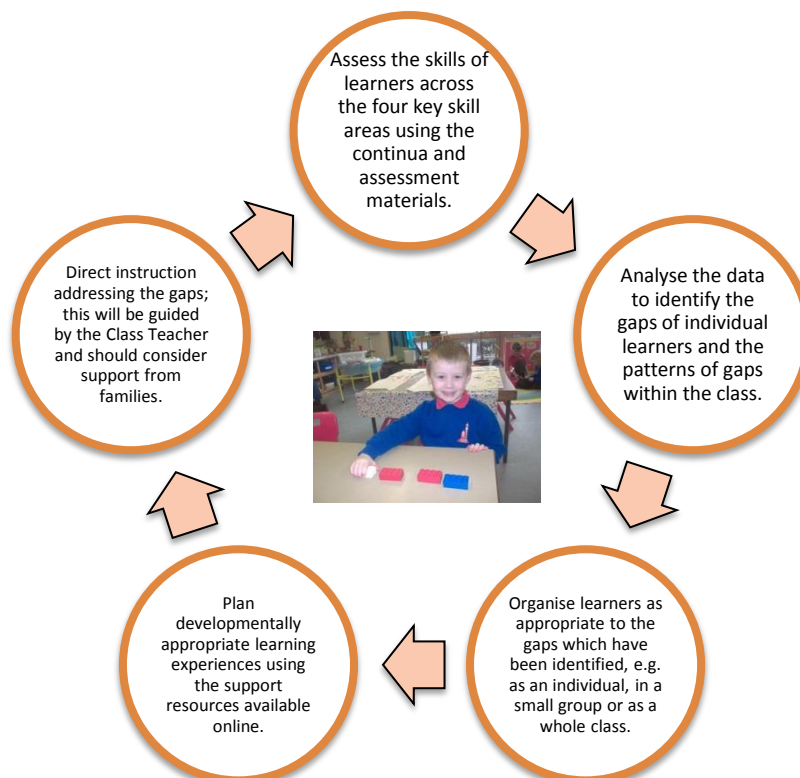 Assess the skills of
learners across
the four key skill
areas using the
continua and
assessment
materials.
Analyse the data
to identify the
gaps of individual
learners and the
patterns of gaps
within the class.
Organise learners as
appropriate to the
gaps which have
been identified, e.g.
as an individual, in a
small group or as a
whole class.
Plan
developmentally
appropriate learning
experiences using
the support
resources available
online.
Direct instruction
addressing the gaps;
this will be guided
by the Class Teacher
and should consider
support from
families.